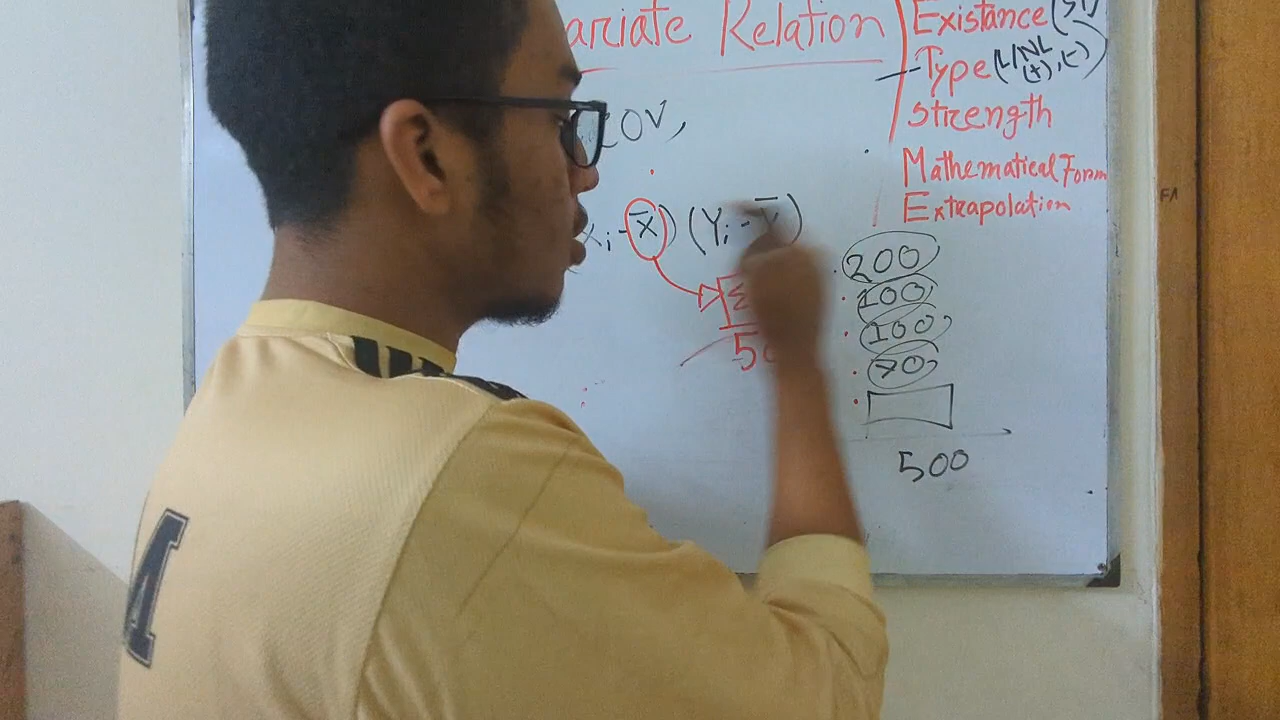 ariate Relation
Existance
Type (L/NL
(+), (-)
strength
Mathematical Form
Extrapolation
COV,
Xi - X̄) (Yi - Ȳ)
Σ
50
200
100
100
70
500